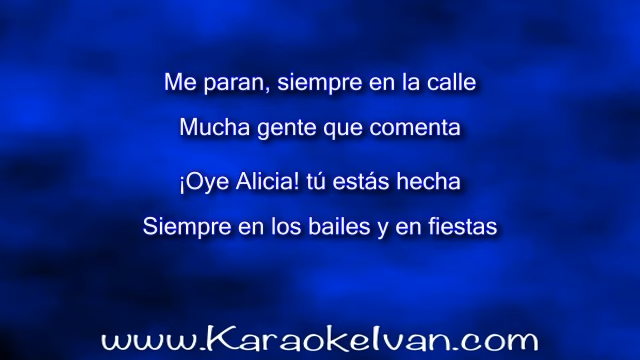 Me paran, siempre en la calle
Mucha gente que comenta
¡Oye Alicia! tú estás hecha
Siempre en los bailes y en fiestas
www.KaraokeIvan.com